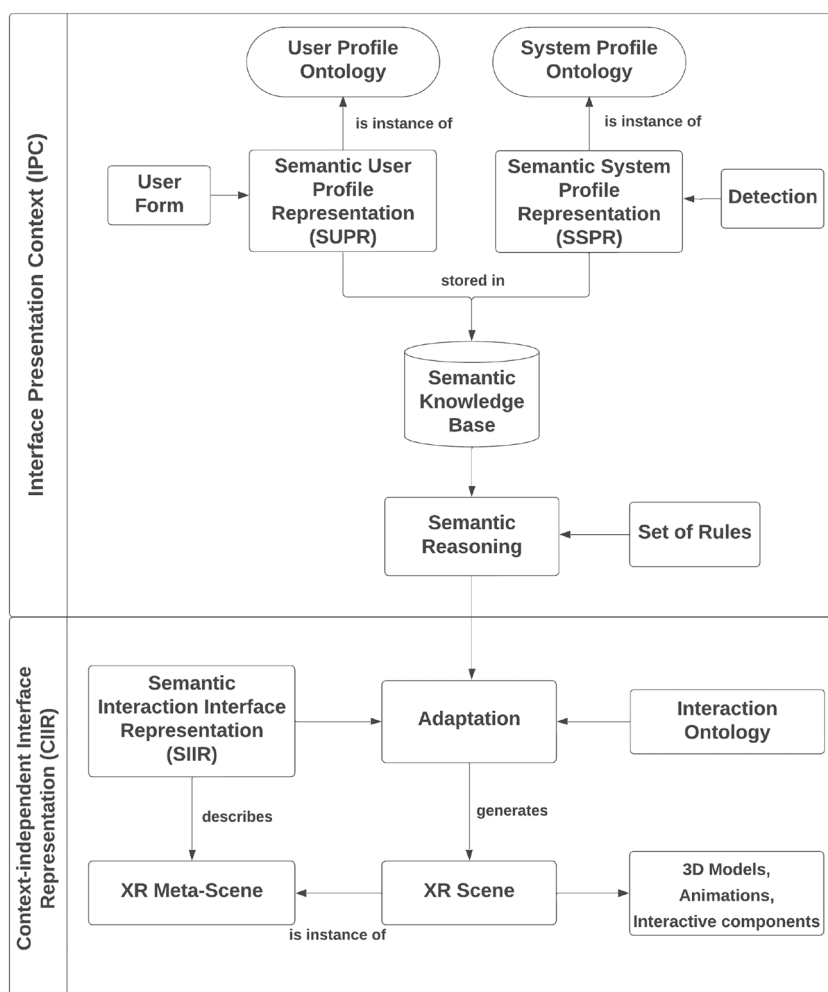 Interface Presentation Context (IPC)
User Profile
Ontology
System Profile
Ontology
is instance of
is instance of
User
Form
Semantic User
Profile
Representation
(SUPR)
Semantic System
Profile
Representation
(SSPR)
Detection
stored in
Semantic
Knowledge
Base
Semantic
Reasoning
Set of Rules
Context-independent Interface
Representation (CIIR)
Semantic
Interaction Interface
Representation
(SIIR)
Adaptation
Interaction
Ontology
describes
generates
XR Meta-Scene
XR Scene
3D Models,
Animations,
Interactive components
is instance of